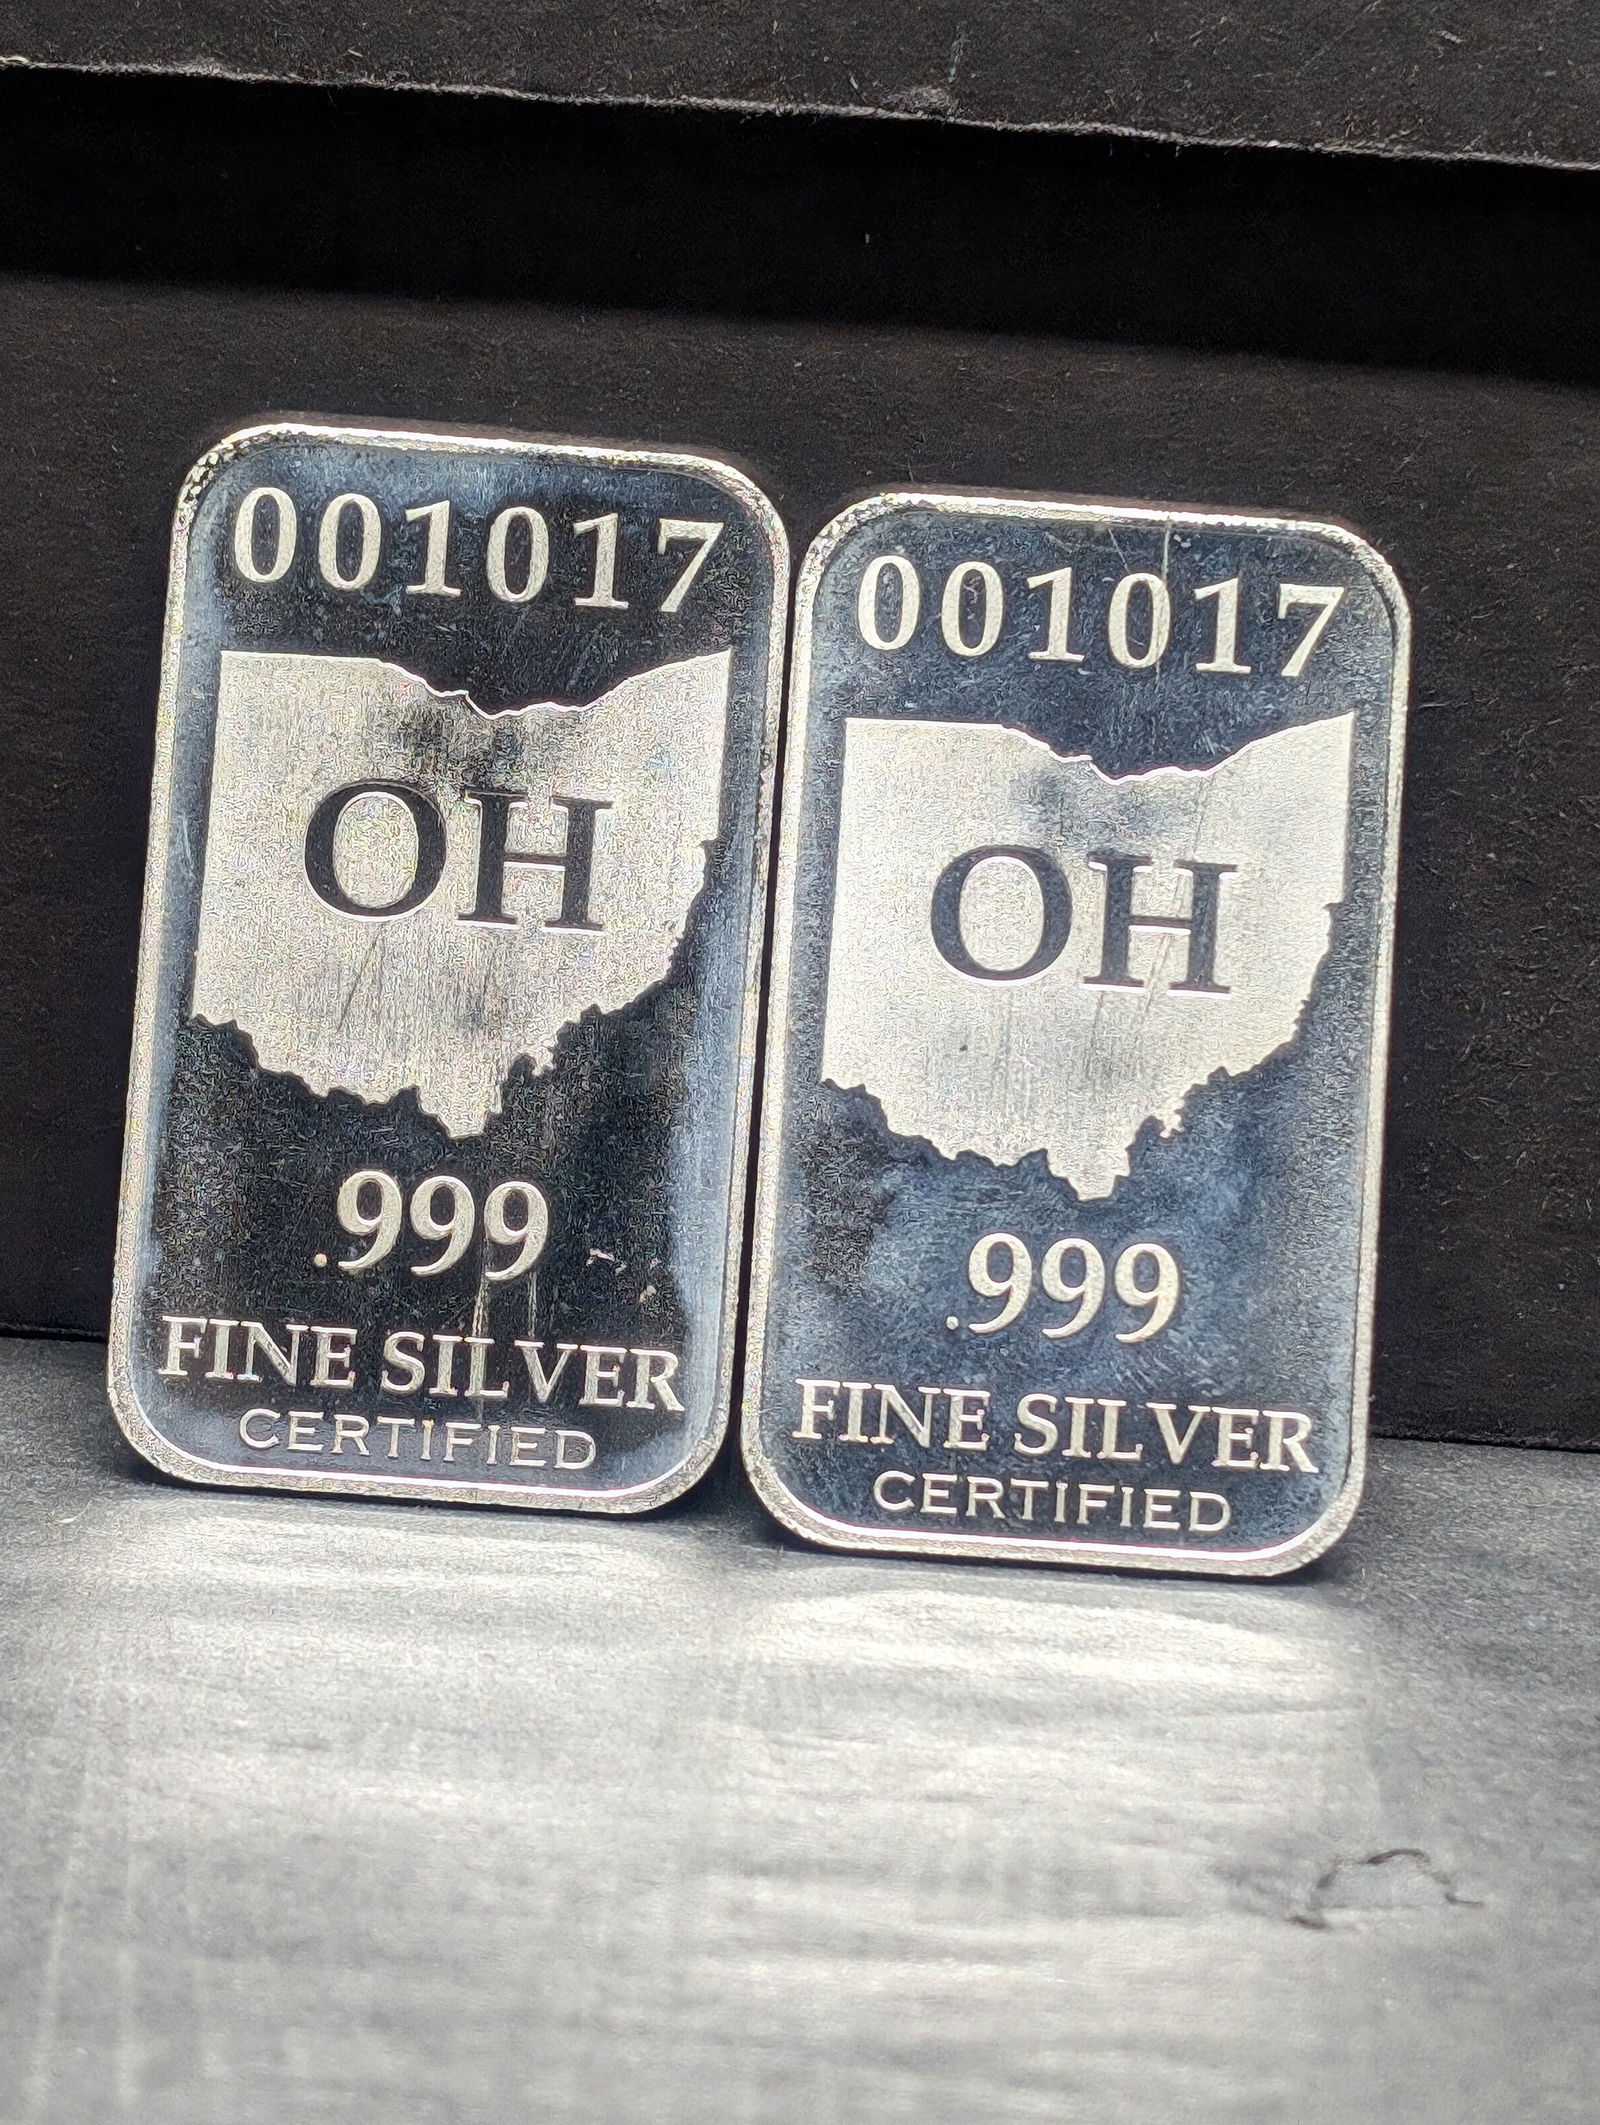 001017
OH
.999
FINE SILVER
CERTIFIED
001017
OH
.999
FINE SILVER
CERTIFIED